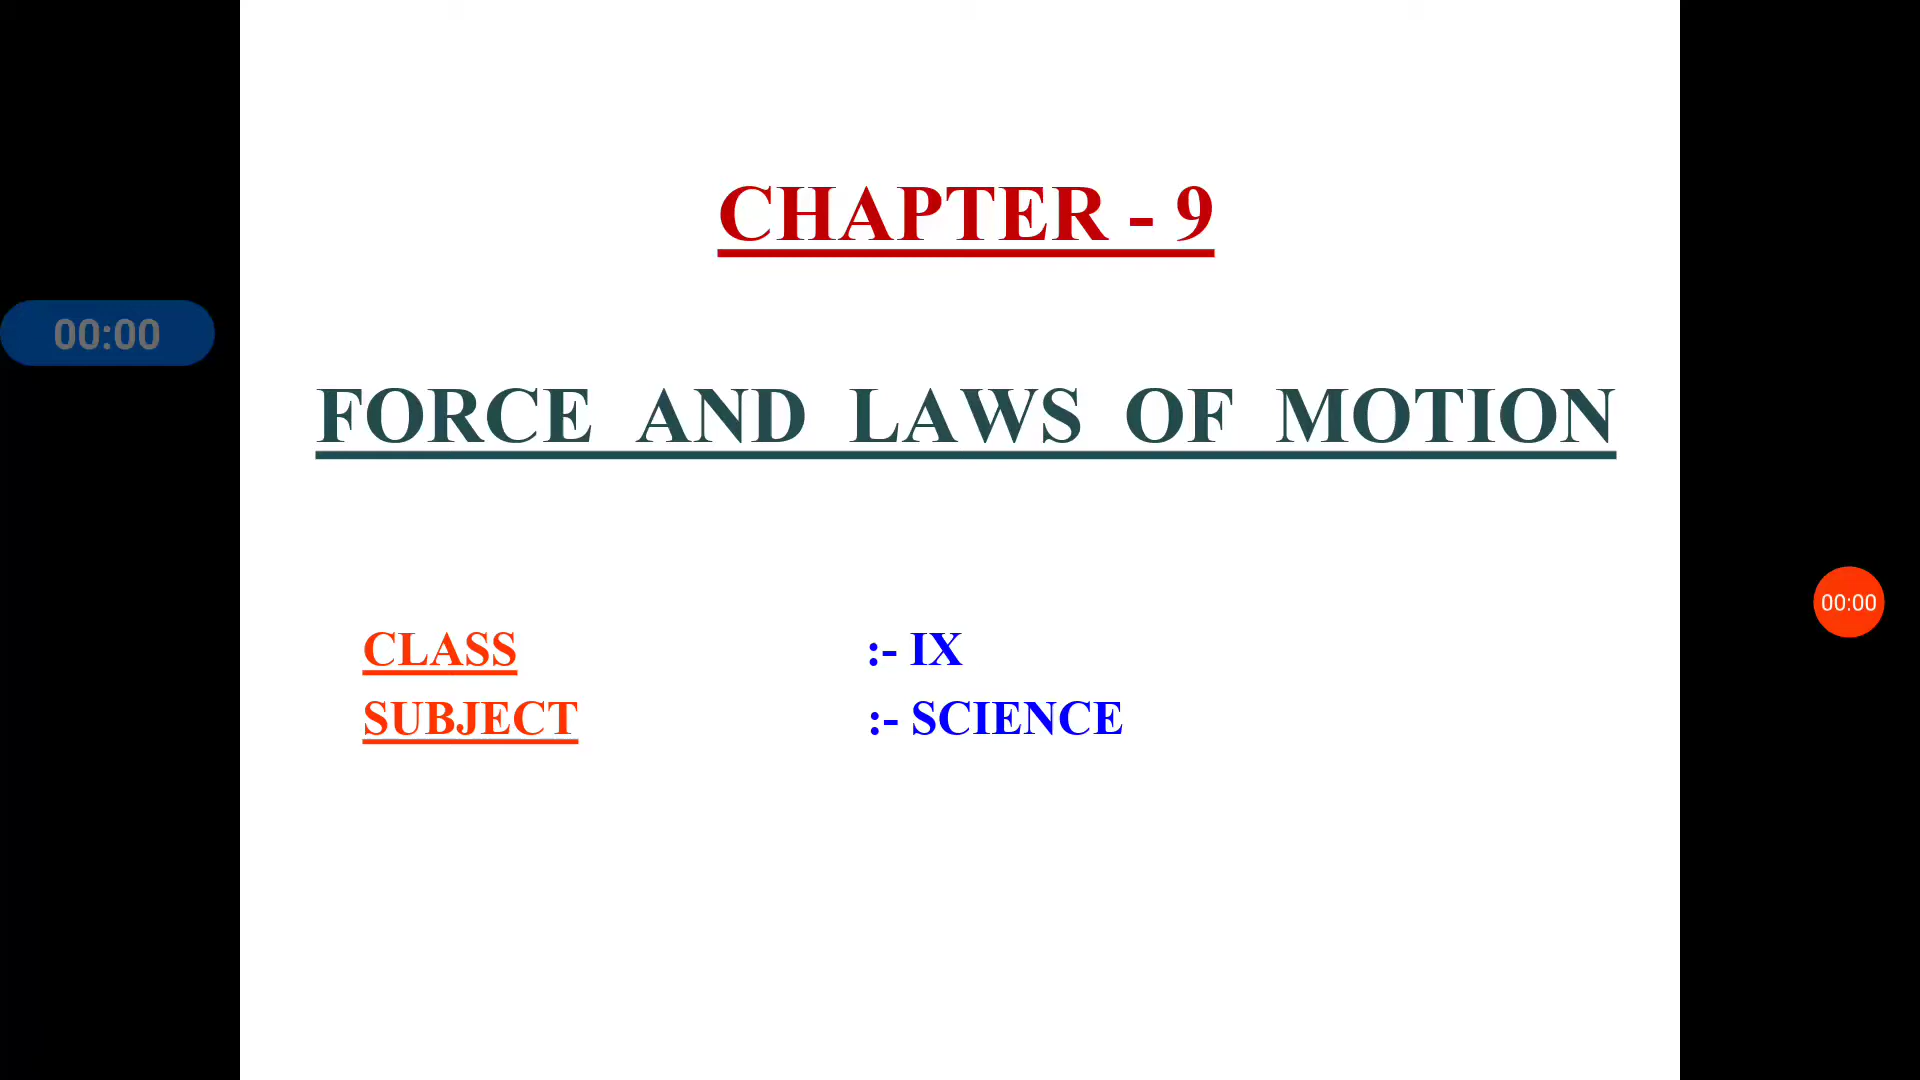 CHAPTER - 9
00:00
FORCE AND LAWS OF MOTION
00:00
CLASS :- IX
SUBJECT :- SCIENCE